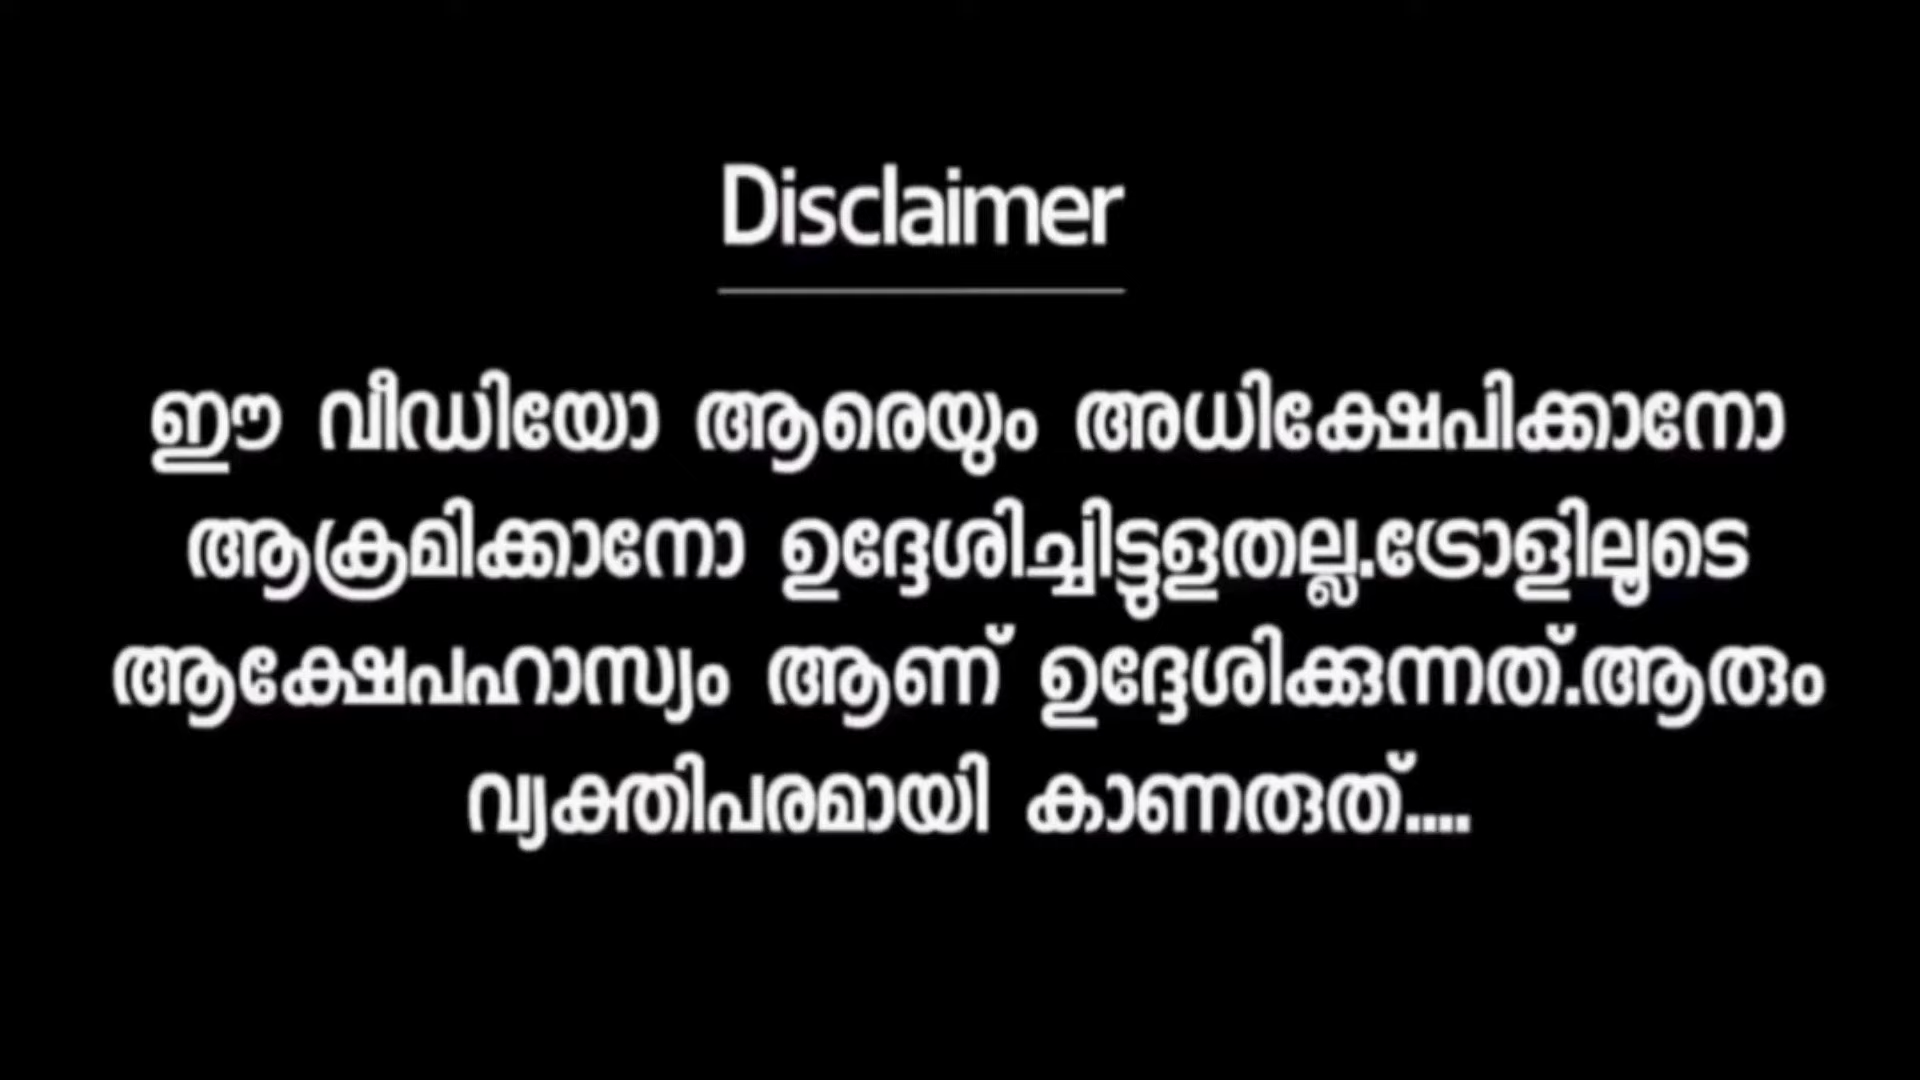 Disclaimer
ഈ വീഡിയോ ആരെയും അധിക്ഷേപിക്കാനോ
ആക്രമിക്കാനോ ഉദ്ദേശിച്ചിട്ടുളതല്ല.ട്രോളിലൂടെ
ആക്ഷേപഹാസ്യം ആണ് ഉദ്ദേശിക്കുന്നത്.ആരും
വ്യക്തിപരമായി കാണരുത്....